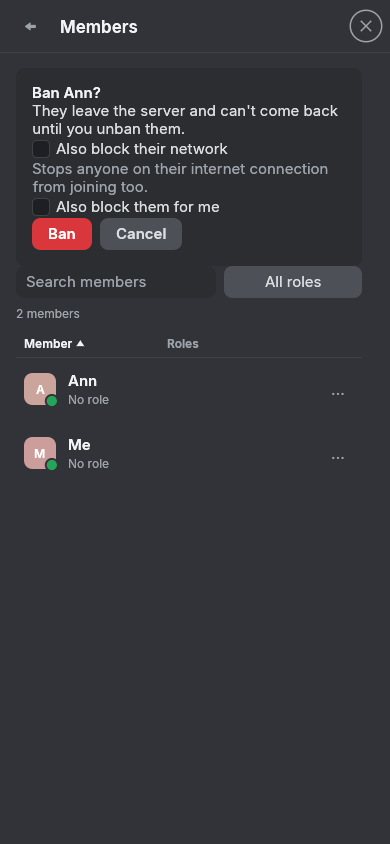 Members
Ban Ann?
They leave the server and can't come back
until you unban them.
Also block their network
Stops anyone on their internet connection
from joining too.
Also block them for me
Ban
Cancel
Search members
All roles
2 members
Member
Roles
A
Ann
No role
...
M
Me
No role
...